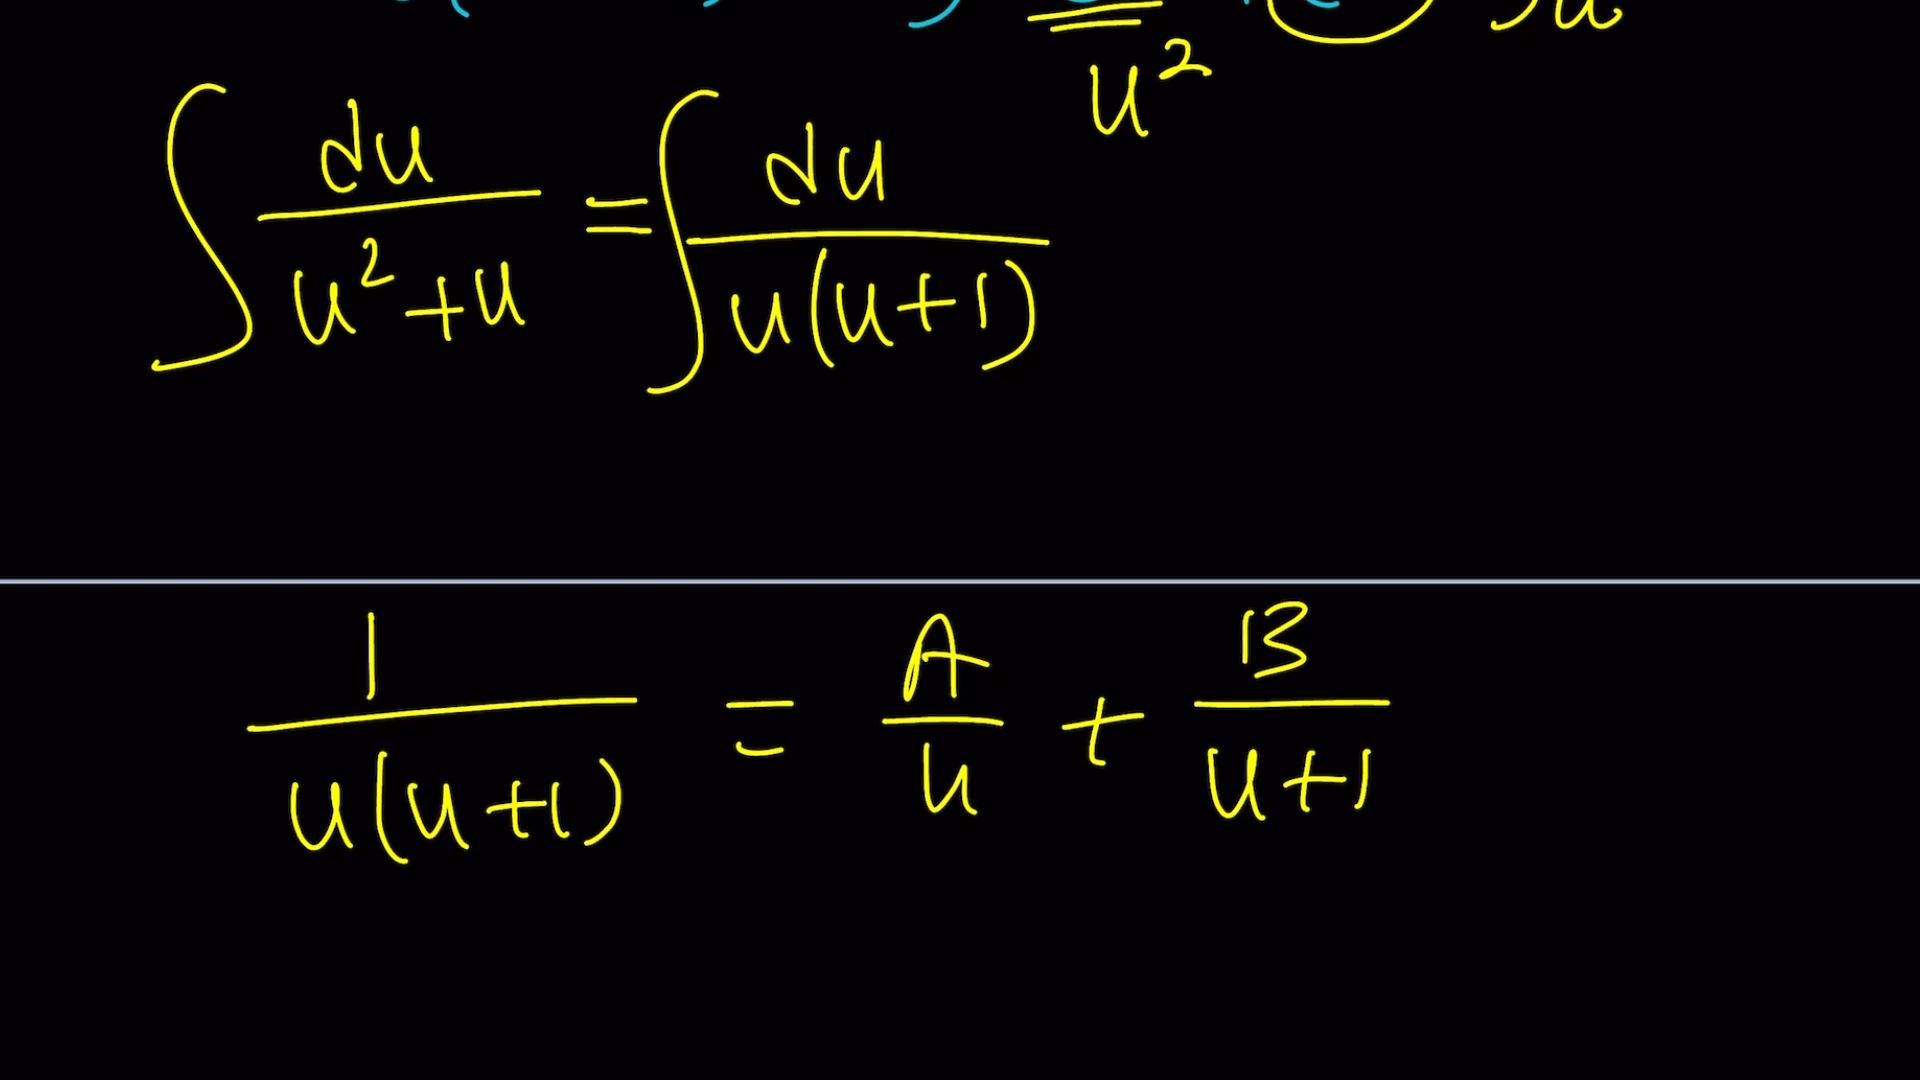 u²
∫ du/(u²+u) = ∫ du/(u(u+1))
1/(u(u+1)) = A/u + B/(u+1)